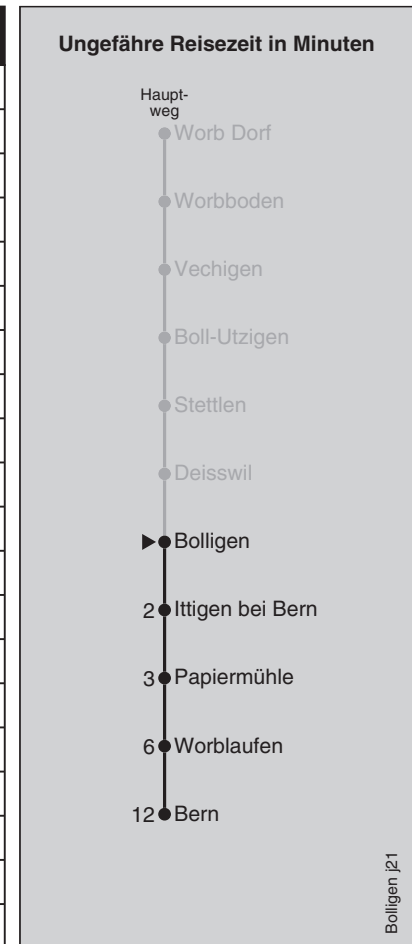 Ungefähre Reisezeit in Minuten
Haupt-
weg
Worb Dorf
Worbboden
Vechigen
Boll-Utzigen
Stettlen
Deisswil
Bolligen
2 Ittigen bei Bern
3 Papiermühle
6 Worblaufen
12 Bern
Bolligen j21